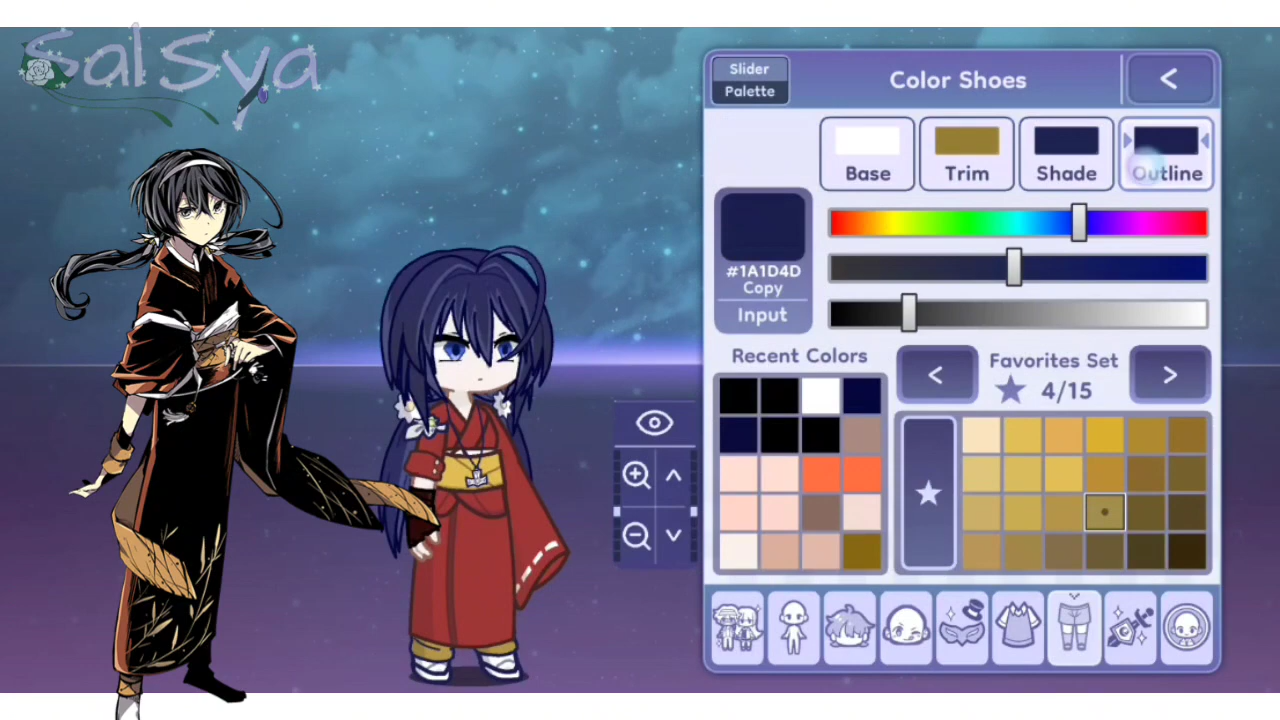 SalSya
Slider
Palette
Color Shoes
<
Base
Trim
Shade
Outline
#1A1D4D
Copy
Input
Recent Colors
<
Favorites Set
4/15
>